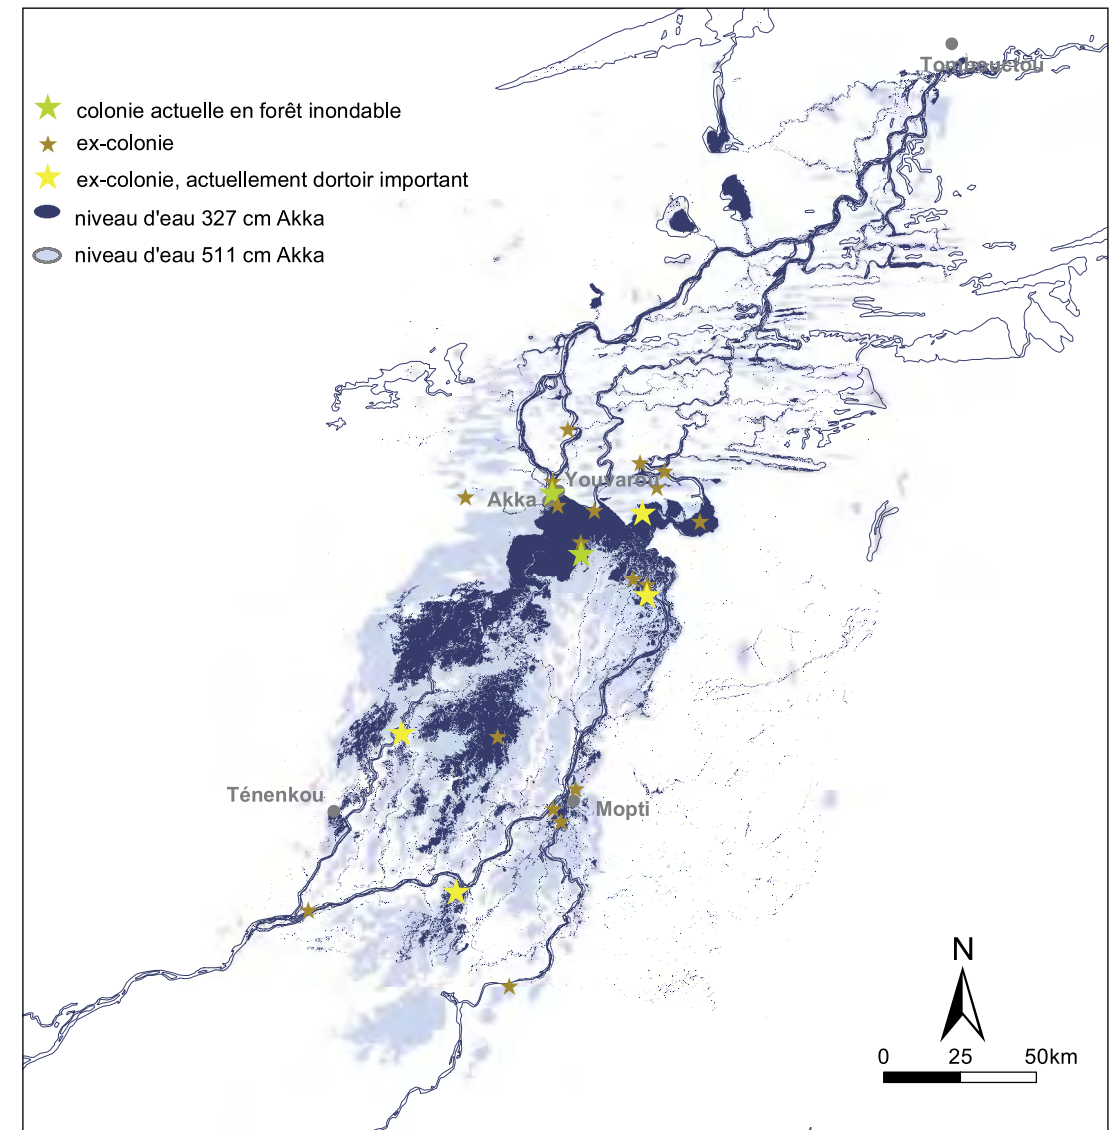 Tombouctou
colonie actuelle en forêt inondable
ex-colonie
ex-colonie, actuellement dortoir important
niveau d'eau 327 cm Akka
niveau d'eau 511 cm Akka
Youvarou
Akka
Ténenkou
Mopti
N
0 25 50km